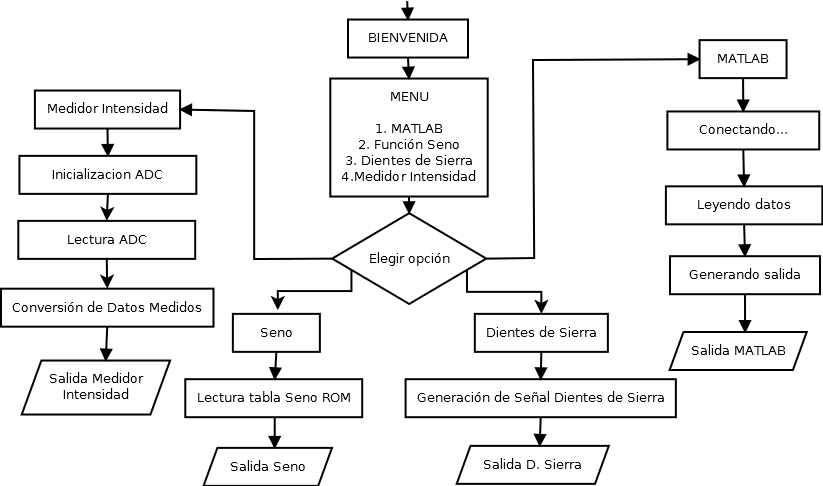 BIENVENIDA
MENU
1. MATLAB
2. Función Seno
3. Dientes de Sierra
4.Medidor Intensidad
Elegir opción
Medidor Intensidad
Inicializacion ADC
Lectura ADC
Conversión de Datos Medidos
Salida Medidor
Intensidad
Seno
Lectura tabla Seno ROM
Salida Seno
Dientes de Sierra
Generación de Señal Dientes de Sierra
Salida D. Sierra
MATLAB
Conectando...
Leyendo datos
Generando salida
Salida MATLAB